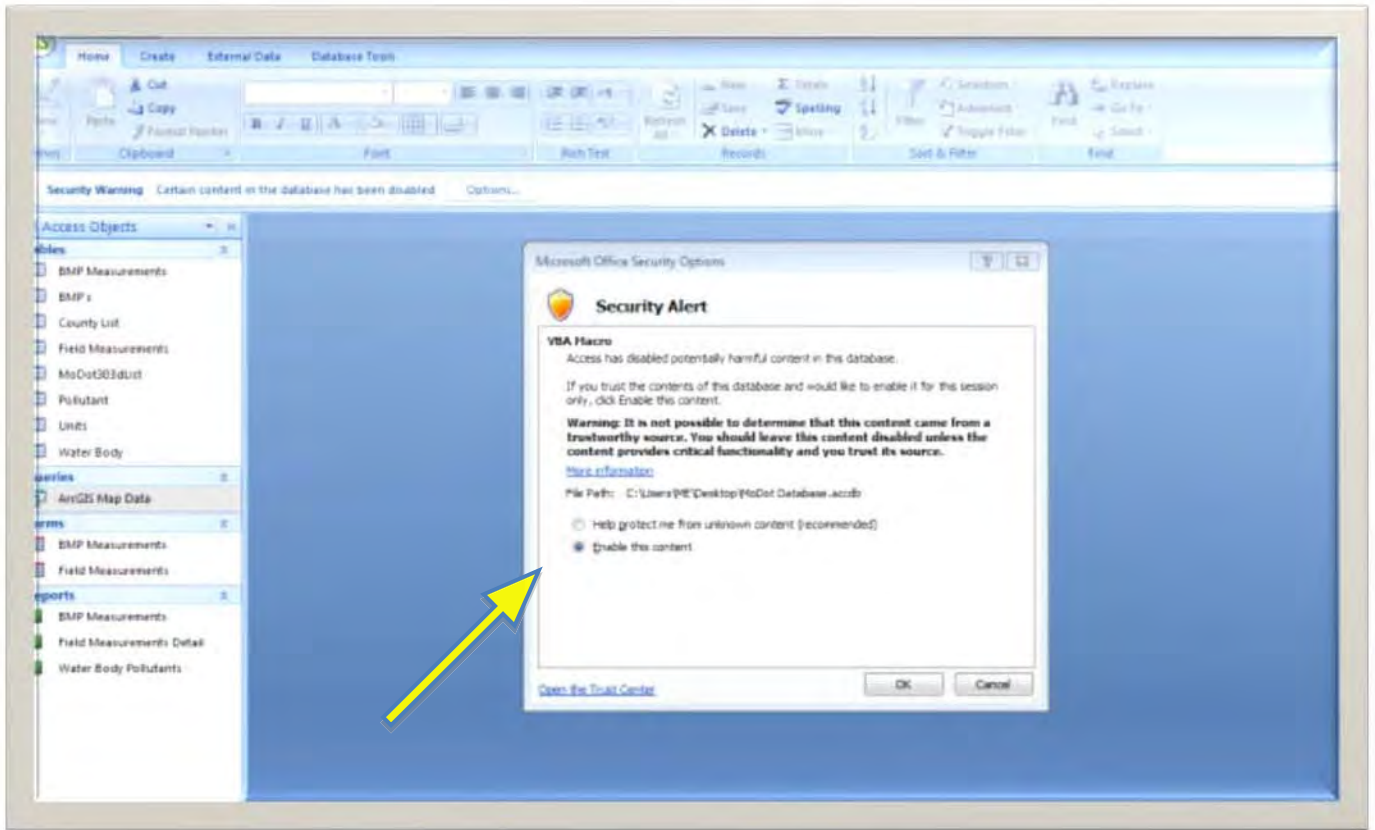 Home Create External Data Database Tools
Cut
Copy
Paste
Format Painter
Clipboard
Font
Rich Text
Refresh All
New
Save
Delete
Totals
Spelling
More
Records
Filter
Selection
Advanced
Toggle Filter
Sort & Filter
Find
Replace
Go To
Select
Find
Security Warning Certain content in the database has been disabled Options...
Access Objects
BMP Measurements
BMP s
County List
Field Measurements
MoDot303dList
Pollutant
Units
Water Body
ArcGIS Map Data
BMP Measurements
Field Measurements
BMP Measurements
Field Measurements Detail
Water Body Pollutants
Microsoft Office Security Options
Security Alert
VBA Macro
Access has disabled potentially harmful content in this database.
If you trust the contents of this database and would like to enable it for this session
only, click Enable this content.
Warning: It is not possible to determine that this content came from a
trustworthy source. You should leave this content disabled unless the
content provides critical functionality and you trust its source.
More information
File Path: C:\Users\ME\Desktop\MoDot Database.accdb
Help protect me from unknown content (recommended)
Enable this content
Open the Trust Center
OK Cancel